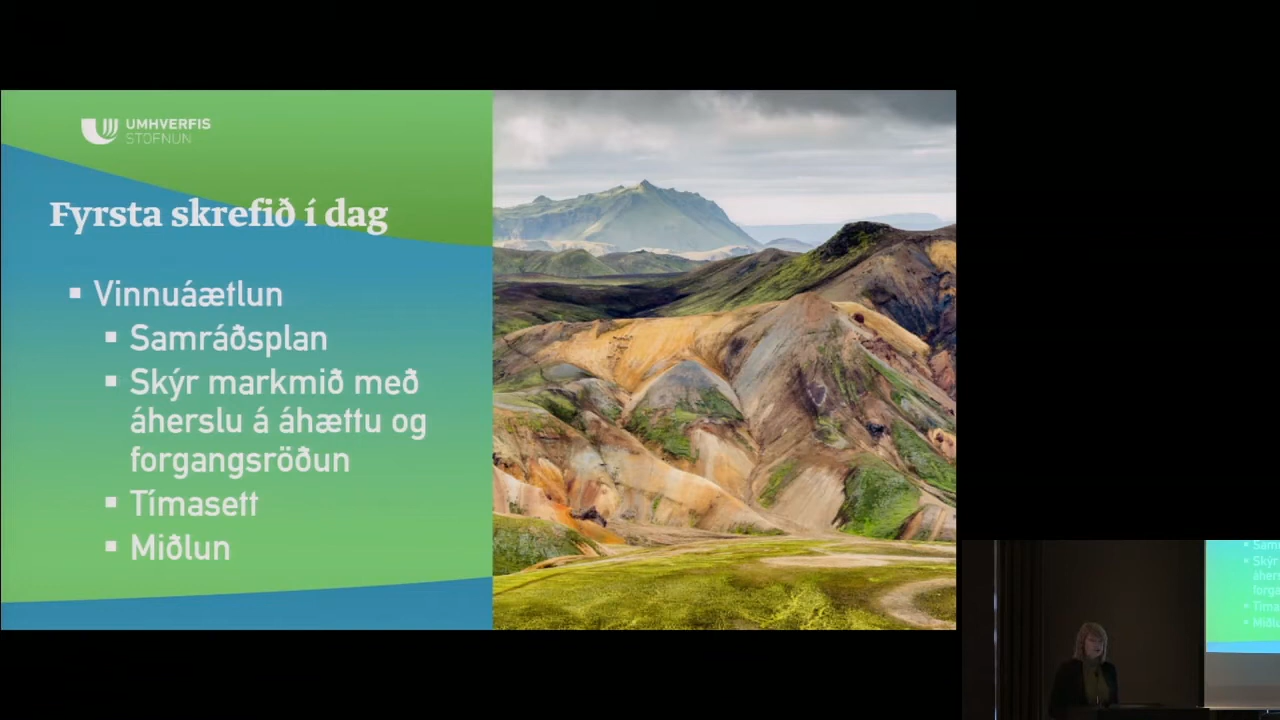 UMHVERFIS
STOFNUN
Fyrsta skrefið í dag
▪ Vinnuáætlun
▪ Samráðsplan
▪ Skýr markmið með
áherslu á áhættu og
forgangsröðun
▪ Tímasett
▪ Miðlun